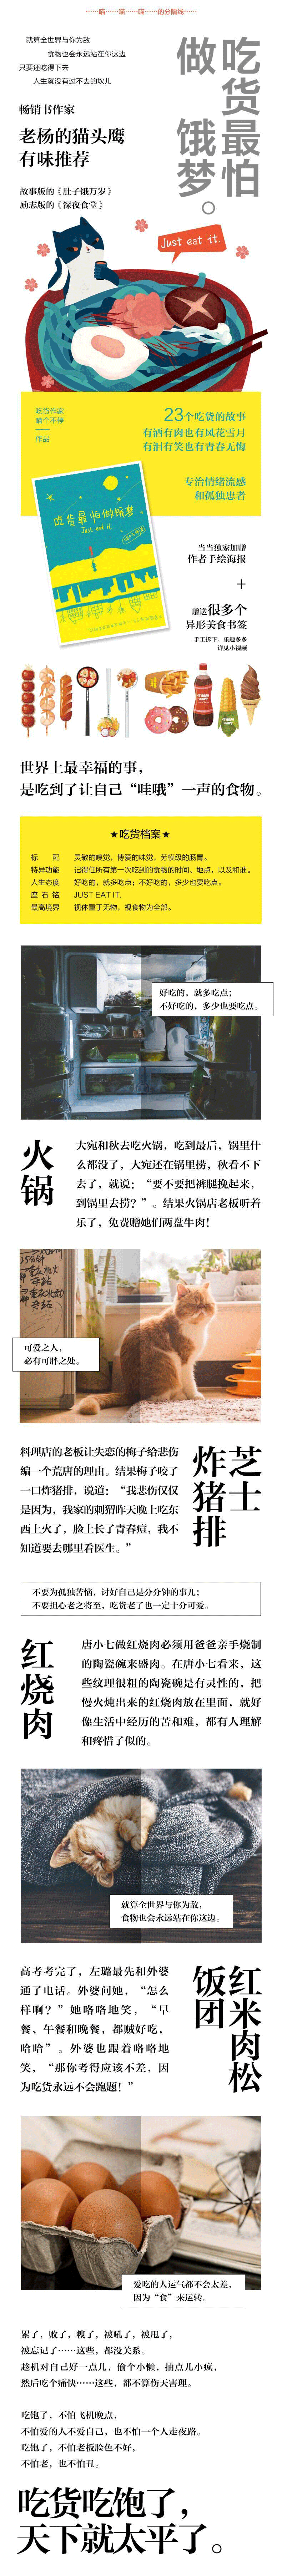 ……喵……喵……喵……的分隔线……
就算全世界与你为敌
食物也会永远站在你这边
只要还吃得下去
人生就没有过不去的坎儿
吃货最怕
做饿梦。
畅销书作家
老杨的猫头鹰
有味推荐
故事版的《肚子饿万岁》
励志版的《深夜食堂》
Just eat it.
吃货作家
喵个不停
作品
23个吃货的故事
有酒有肉也有风花雪月
有泪有笑也有青春无悔
专治情绪流感
和孤独患者
吃货最怕做饿梦
Just eat it
当当独家加赠
作者手绘海报
+
赠送很多个
异形美食书签
手工拆下，乐趣多多
详见小视频
世界上最幸福的事，
是吃到了让自己“哇哦”一声的食物。
★吃货档案★
标配 灵敏的嗅觉，博爱的味觉，劳模级的肠胃。
特异功能 记得住所有第一次吃到的食物的时间、地点，以及和谁。
人生态度 好吃的，就多吃点；不好吃的，多少也要吃点。
座右铭 JUST EAT IT.
最高境界 视体重于无物，视食物为全部。
好吃的，就多吃点；
不好吃的，多少也要吃点。
火锅
大宛和秋去吃火锅，吃到最后，锅里什
么都没了，大宛还在锅里捞，秋看不下
去了，就说：“要不要把裤腿挽起来，
到锅里去捞？”。结果火锅店老板听着
乐了，免费赠她们两盘牛肉！
可爱之人，
必有可胖之处。
芝士
炸猪排
料理店的老板让失恋的梅子给悲伤
编一个荒唐的理由。结果梅子咬了
一口炸猪排，说道：“我悲伤仅仅
是因为，我家的刺猬昨天晚上吃东
西上火了，脸上长了青春痘，我不
知道要去哪里看医生。”
不要为孤独苦恼，讨好自己是分分钟的事儿；
不要担心老之将至，吃货老了也一定十分可爱。
红烧肉
唐小七做红烧肉必须用爸爸亲手烧制
的陶瓷碗来盛肉。在唐小七看来，这
些纹理很粗的陶瓷碗是有灵性的，把
慢火炖出来的红烧肉放在里面，就好
像生活中经历的苦和难，都有人理解
和疼惜了似的。
就算全世界与你为敌，
食物也会永远站在你这边。
红米肉松
饭团
高考考完了，左璐最先和外婆
通了电话。外婆问她，“怎么
样啊？”她咯咯地笑，“早
餐、午餐和晚餐，都贼好吃，
哈哈”。外婆也跟着咯咯地
笑，“那你考得应该不差，因
为吃货永远不会跑题！”
爱吃的人运气都不会太差，
因为“食”来运转。
累了，败了，糗了，被吼了，被甩了，
被忘记了……这些，都没关系。
趁机对自己好一点儿，偷个小懒，抽点儿小疯，
然后吃个痛快……这些，都不算伤天害理。
吃饱了，不怕飞机晚点，
不怕爱的人不爱自己，也不怕一个人走夜路。
吃饱了，不怕老板脸色不好，
不怕老，也不怕丑。
吃货吃饱了，
天下就太平了。